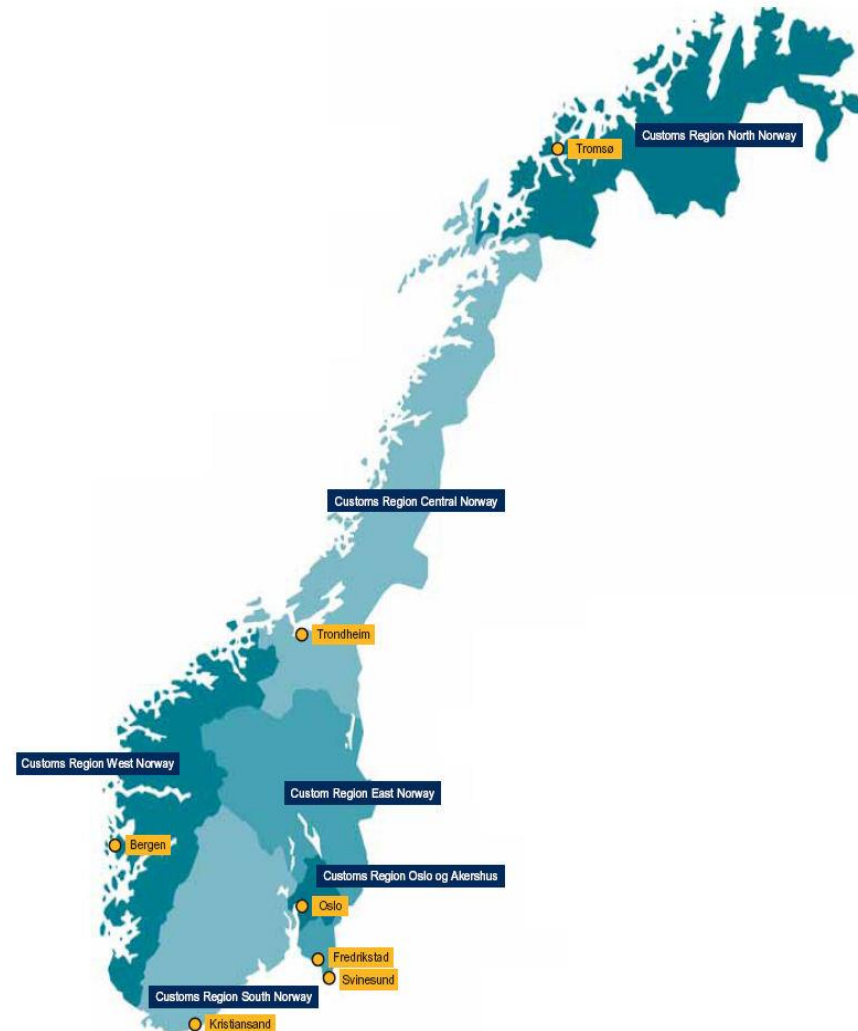 Customs Region North Norway
Tromsø
Customs Region Central Norway
Trondheim
Customs Region West Norway
Custom Region East Norway
Bergen
Customs Region Oslo og Akershus
Oslo
Fredrikstad
Svinesund
Customs Region South Norway
Kristiansand